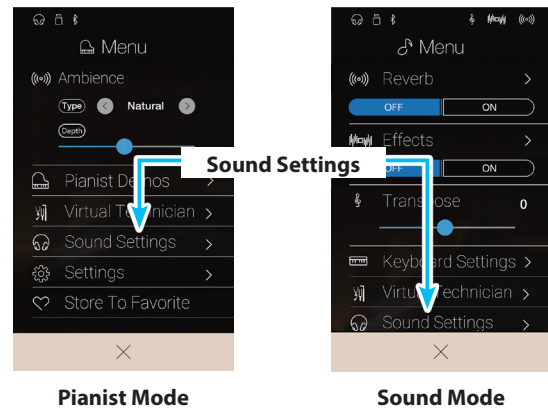 Menu
Ambience
Type
Natural
Depth
Pianist Demos
Virtual Technician
Sound Settings
Settings
Store To Favorite
Pianist Mode
Sound Settings
Menu
Reverb
OFF
ON
Effects
OFF
ON
Transpose
0
Keyboard Settings
Virtual Technician
Sound Settings
Sound Mode